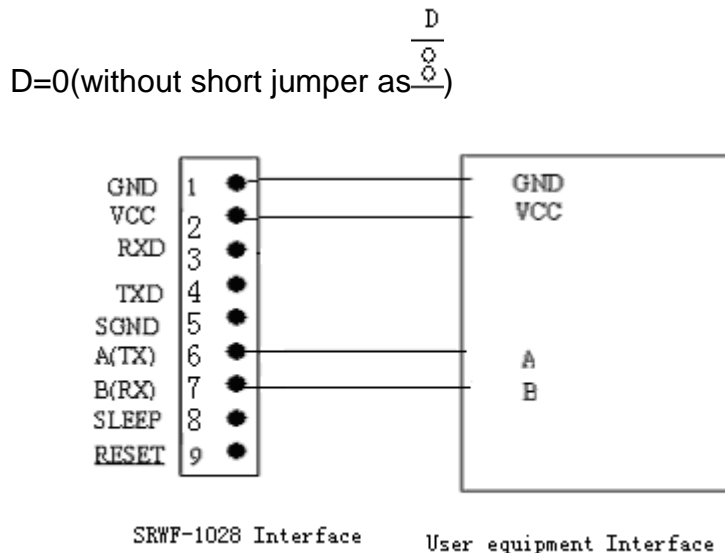 D
D=0(without short jumper as 8)
GND 1 GND
VCC 2 VCC
RXD 3
TXD 4
SGND 5
A(TX) 6 A
B(RX) 7 B
SLEEP 8
RESET 9
SRWF-1028 Interface User equipment Interface